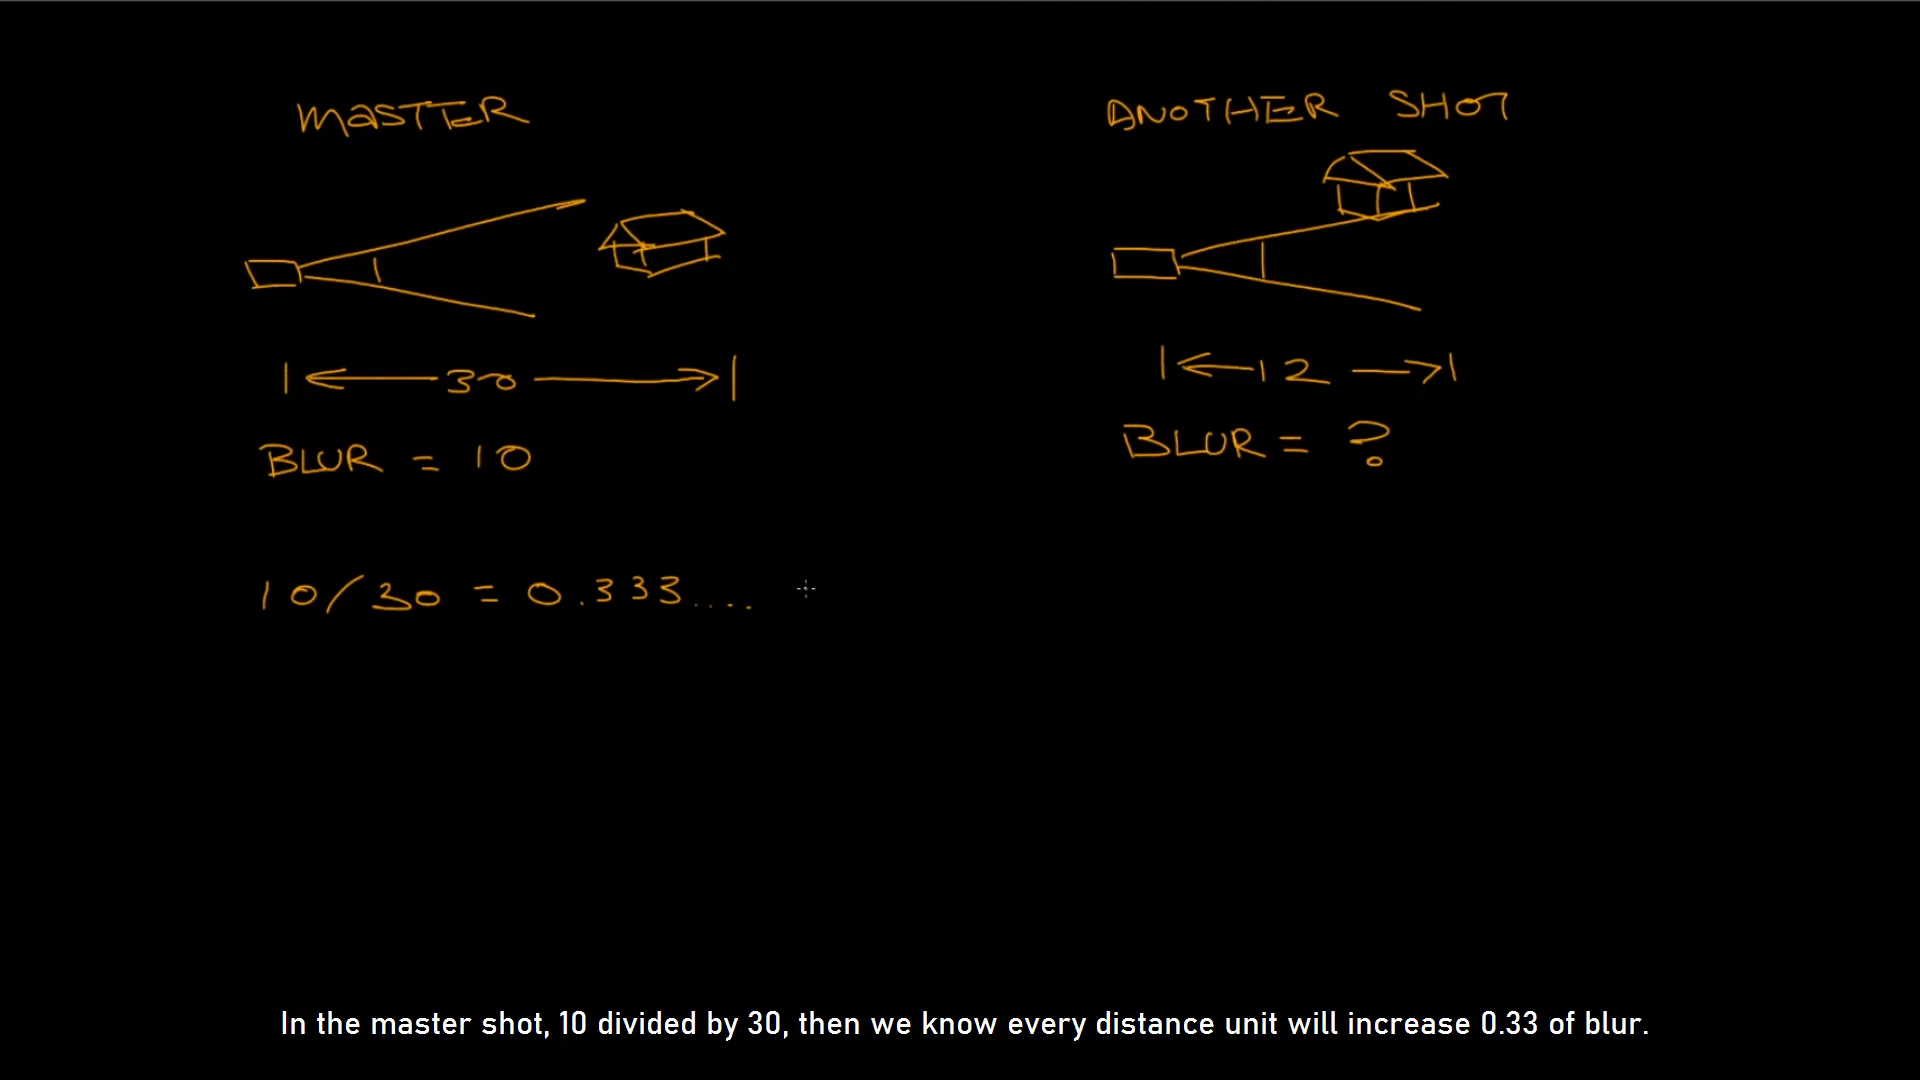 MASTER
ANOTHER SHOT
30
12
BLUR = 10
BLUR = ?
10/30 = 0.333....
In the master shot, 10 divided by 30, then we know every distance unit will increase 0.33 of blur.